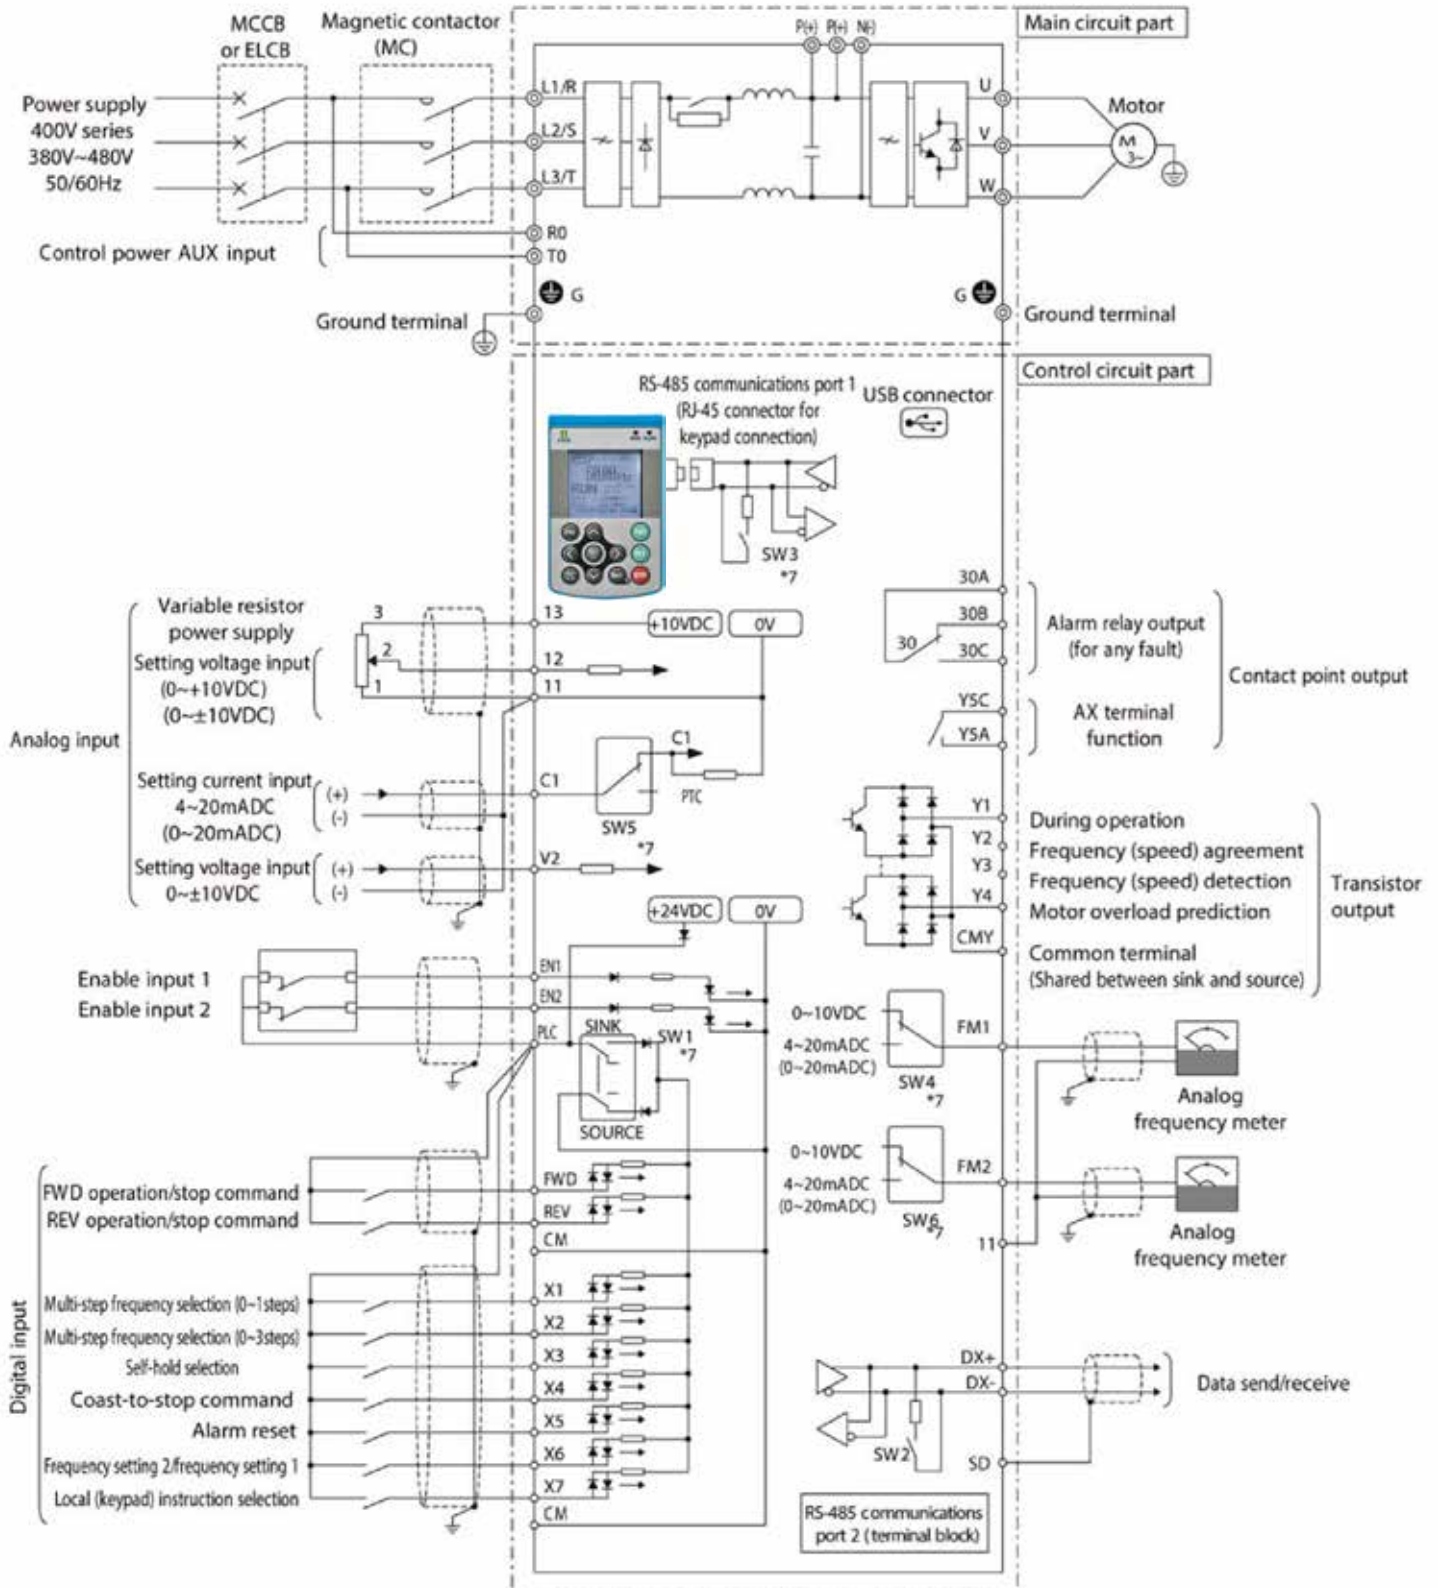 MCCB
or ELCB
Magnetic contactor
(MC)
P(+) P(+) N(-)
Main circuit part
Power supply
400V series
380V~480V
50/60Hz
L1/R
L2/S
L3/T
U
V
W
Motor
M
3~
Control power AUX input
R0
T0
G
G
Ground terminal
Ground terminal
Control circuit part
RS-485 communications port 1
(RJ-45 connector for
keypad connection)
USB connector
SW3
*7
Analog input
Variable resistor
power supply
Setting voltage input
(0~+10VDC)
(0~±10VDC)
3
2
1
13
12
11
+10VDC
0V
Setting current input
4~20mADC
(0~20mADC)
(+)
(-)
C1
C1
PTC
SW5
*7
Setting voltage input
0~±10VDC
(+)
(-)
V2
+24VDC
0V
30A
30B
30C
30
Alarm relay output
(for any fault)
Contact point output
Y5C
Y5A
AX terminal
function
Y1
Y2
Y3
Y4
CMY
During operation
Frequency (speed) agreement
Frequency (speed) detection
Motor overload prediction
Common terminal
(Shared between sink and source)
Transistor
output
Enable input 1
Enable input 2
EN1
EN2
PLC
SINK
SW1
*7
SOURCE
0~10VDC
4~20mADC
(0~20mADC)
SW4
*7
FM1
Analog
frequency meter
0~10VDC
4~20mADC
(0~20mADC)
SW6
*7
FM2
Analog
frequency meter
11
Digital input
FWD operation/stop command
REV operation/stop command
FWD
REV
CM
Multi-step frequency selection (0~1steps)
Multi-step frequency selection (0~3steps)
Self-hold selection
Coast-to-stop command
Alarm reset
Frequency setting 2/frequency setting 1
Local (keypad) instruction selection
X1
X2
X3
X4
X5
X6
X7
CM
DX+
DX-
SD
SW2
Data send/receive
RS-485 communications
port 2 (terminal block)